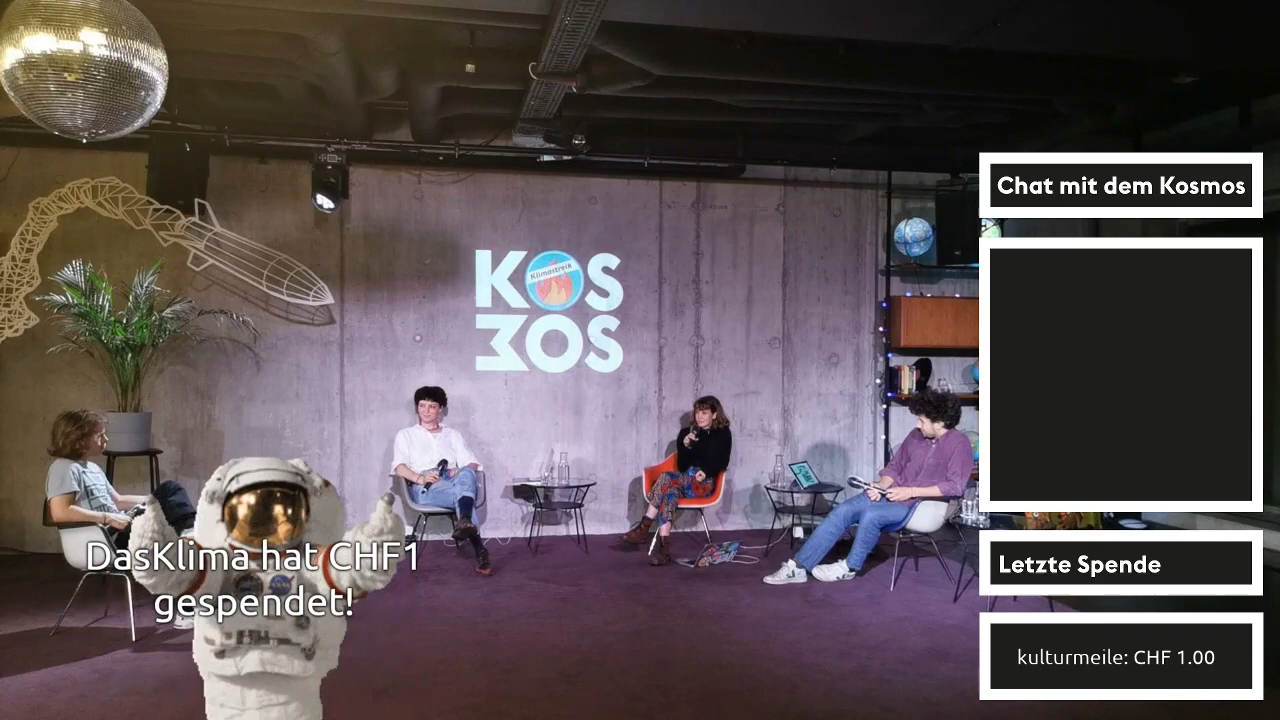 Chat mit dem Kosmos
KOS
Klimastreik
MOS
DasKlima hat CHF1
gespendet!
Letzte Spende
kulturmeile: CHF 1.00